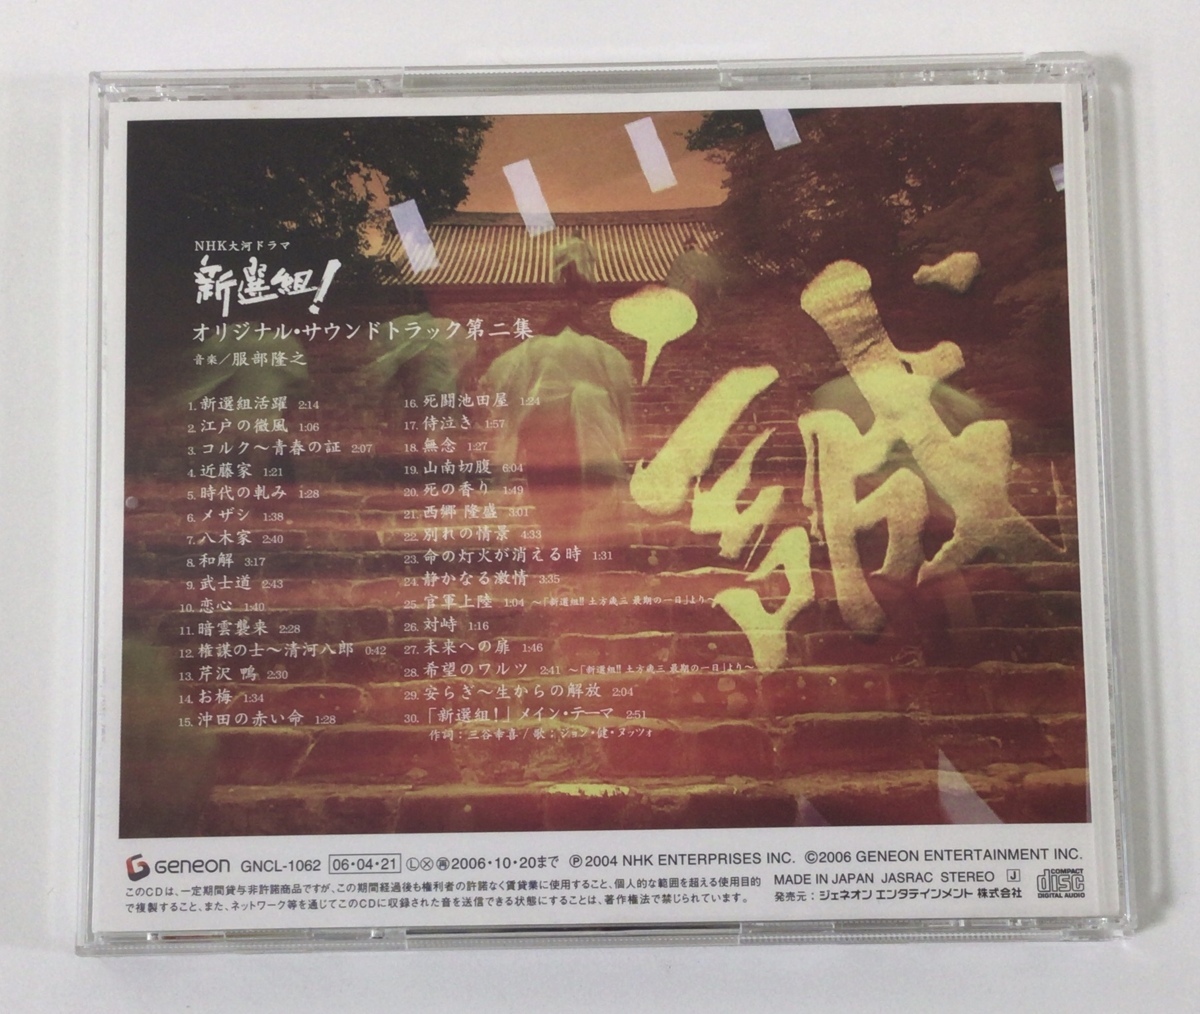 NHK大河ドラマ
新選組!
オリジナル・サウンドトラック第二集
音楽/服部隆之
1. 新選組活躍 2:14
2. 江戸の微風 1:06
3. コルク〜青春の証 2:07
4. 近藤家 1:21
5. 時代の軋み 1:28
6. メザシ 1:38
7. 八木家 2:40
8. 和解 3:17
9. 武士道 2:43
10. 恋心 1:40
11. 暗雲襲来 2:28
12. 権謀の士〜清河八郎 0:42
13. 芹沢 鴨 2:30
14. お梅 1:34
15. 沖田の赤い命 1:28
16. 死闘池田屋 1:24
17. 侍泣き 1:57
18. 無念 1:27
19. 山南切腹 6:04
20. 死の香り 1:49
21. 西郷 隆盛 3:01
22. 別れの情景 4:33
23. 命の灯火が消える時 1:31
24. 静かなる激情 3:35
25. 官軍上陸 1:04 〜「新選組!! 土方歳三 最期の一日」より〜
26. 対峙 1:16
27. 未来への扉 1:46
28. 希望のワルツ 2:41 〜「新選組!! 土方歳三 最期の一日」より〜
29. 安らぎ〜生からの解放 2:04
30. 「新選組!」メイン・テーマ 2:51
作詞:三谷幸喜/歌:ジョン・健・ヌッツォ
誠
GENEON GNCL-1062 06・04・21 Ⓛ ㊢2006・10・20まで Ⓟ2004 NHK ENTERPRISES INC. ©2006 GENEON ENTERTAINMENT INC.
このCDは、一定期間貸与非許諾商品ですが、この期間経過後も権利者の許諾なく賃貸業に使用すること、個人的な範囲を超える使用目的
で複製すること、また、ネットワーク等を通じてこのCDに収録された音を送信できる状態にすることは、著作権法で禁じられています。
MADE IN JAPAN JASRAC STEREO J
発売元:ジェネオン エンタテインメント 株式会社
COMPACT
disc
DIGITAL AUDIO